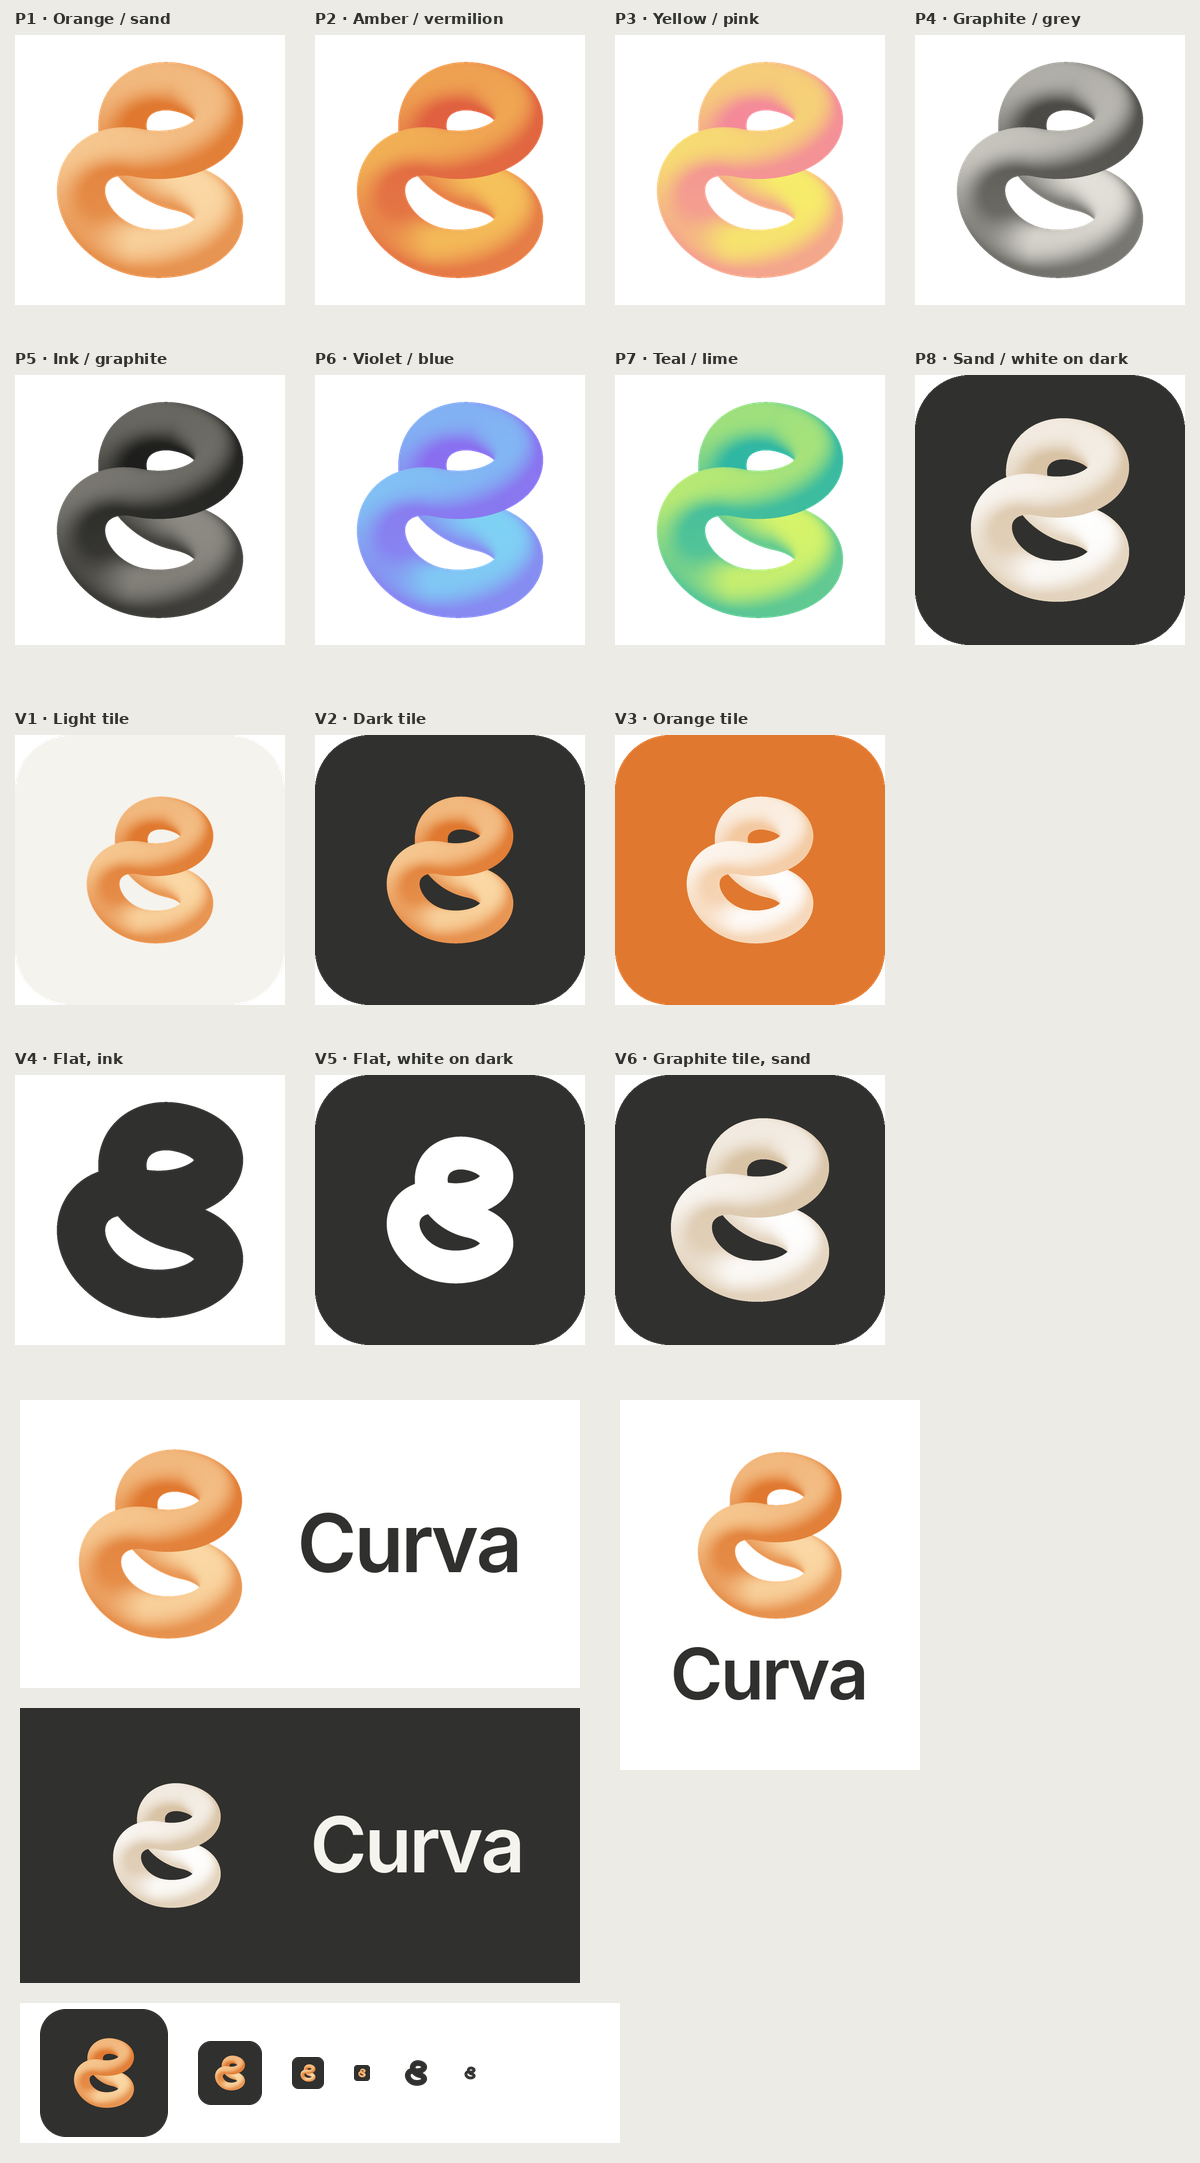 P1 · Orange / sand
P2 · Amber / vermilion
P3 · Yellow / pink
P4 · Graphite / grey
P5 · Ink / graphite
P6 · Violet / blue
P7 · Teal / lime
P8 · Sand / white on dark
V1 · Light tile
V2 · Dark tile
V3 · Orange tile
V4 · Flat, ink
V5 · Flat, white on dark
V6 · Graphite tile, sand
Curva
Curva
Curva